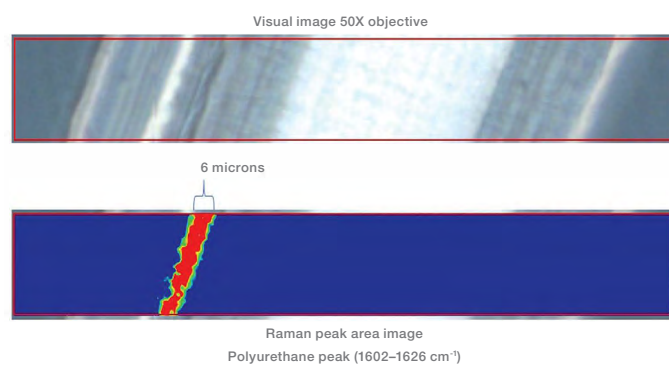 Visual image 50X objective
6 microns
Raman peak area image
Polyurethane peak (1602–1626 cm⁻¹)